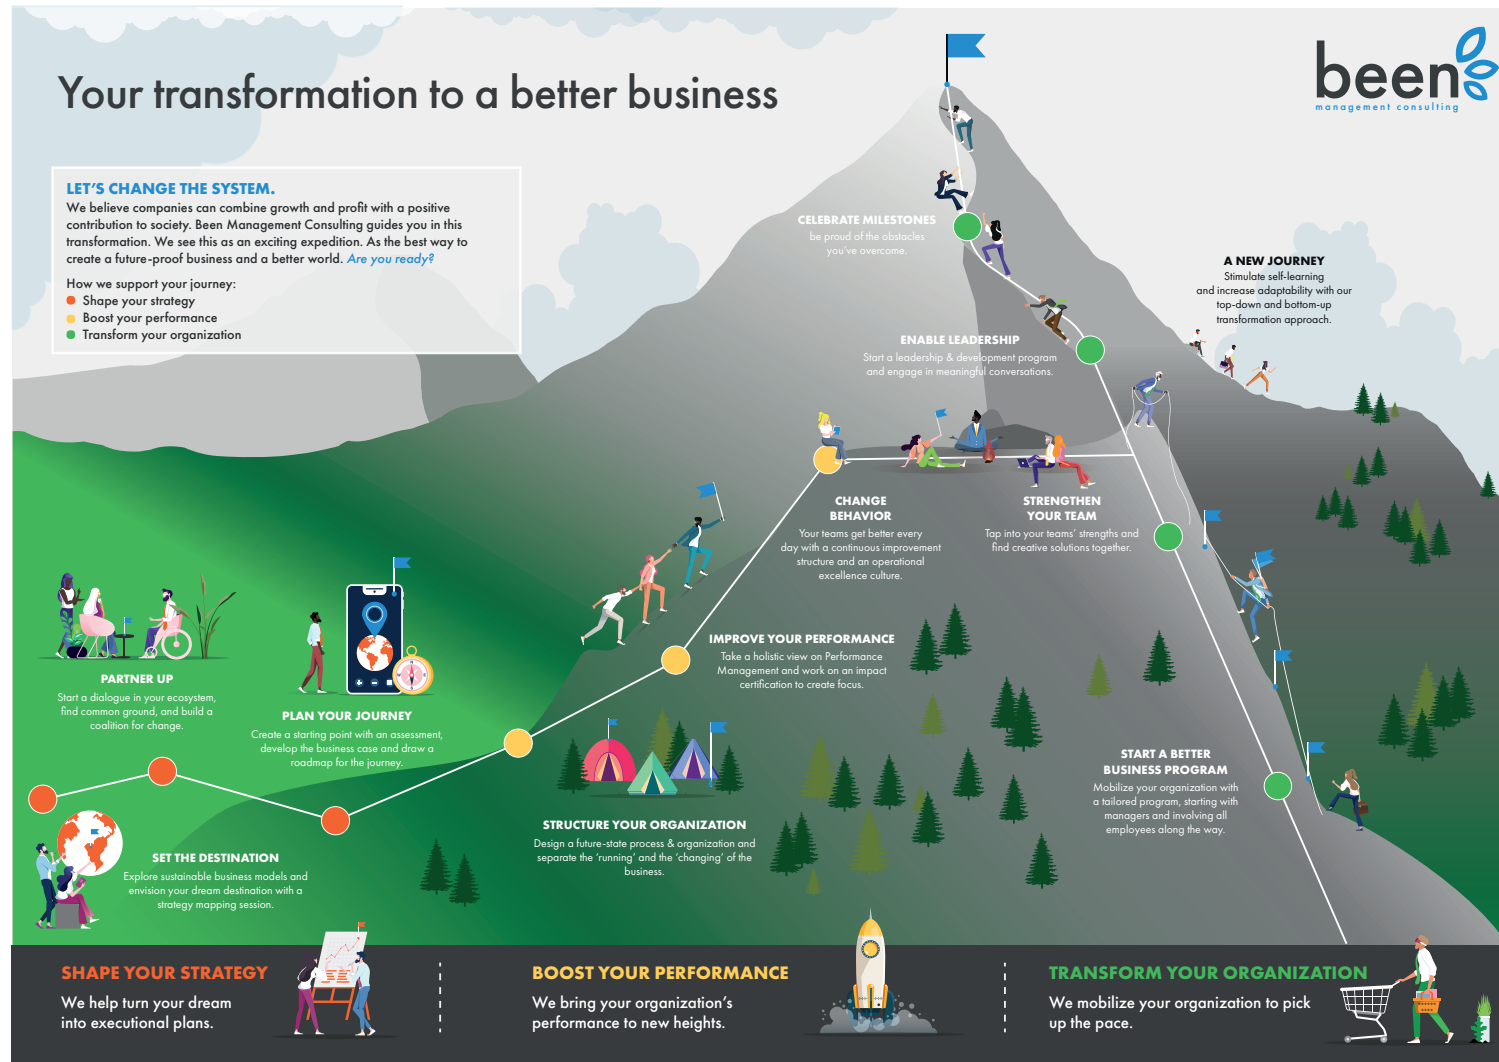 Your transformation to a better business
been
management consulting
LET'S CHANGE THE SYSTEM.
We believe companies can combine growth and profit with a positive
contribution to society. Been Management Consulting guides you in this
transformation. We see this as an exciting expedition. As the best way to
create a future-proof business and a better world. Are you ready?
How we support your journey:
Shape your strategy
Boost your performance
Transform your organization
CELEBRATE MILESTONES
be proud of the obstacles
you've overcome.
A NEW JOURNEY
Stimulate self-learning
and increase adaptability with our
top-down and bottom-up
transformation approach.
ENABLE LEADERSHIP
Start a leadership & development program
and engage in meaningful conversations.
CHANGE
BEHAVIOR
Your teams get better every
day with a continuous improvement
structure and an operational
excellence culture.
STRENGTHEN
YOUR TEAM
Tap into your teams' strengths and
find creative solutions together.
IMPROVE YOUR PERFORMANCE
Take a holistic view on Performance
Management and work on an impact
certification to create focus.
PARTNER UP
Start a dialogue in your ecosystem,
find common ground, and build a
coalition for change.
PLAN YOUR JOURNEY
Create a starting point with an assessment,
develop the business case and draw a
roadmap for the journey.
START A BETTER
BUSINESS PROGRAM
Mobilize your organization with
a tailored program, starting with
managers and involving all
employees along the way.
STRUCTURE YOUR ORGANIZATION
Design a future-state process & organization and
separate the 'running' and the 'changing' of the
business.
SET THE DESTINATION
Explore sustainable business models and
envision your dream destination with a
strategy mapping session.
SHAPE YOUR STRATEGY
We help turn your dream
into executional plans.
BOOST YOUR PERFORMANCE
We bring your organization's
performance to new heights.
TRANSFORM YOUR ORGANIZATION
We mobilize your organization to pick
up the pace.